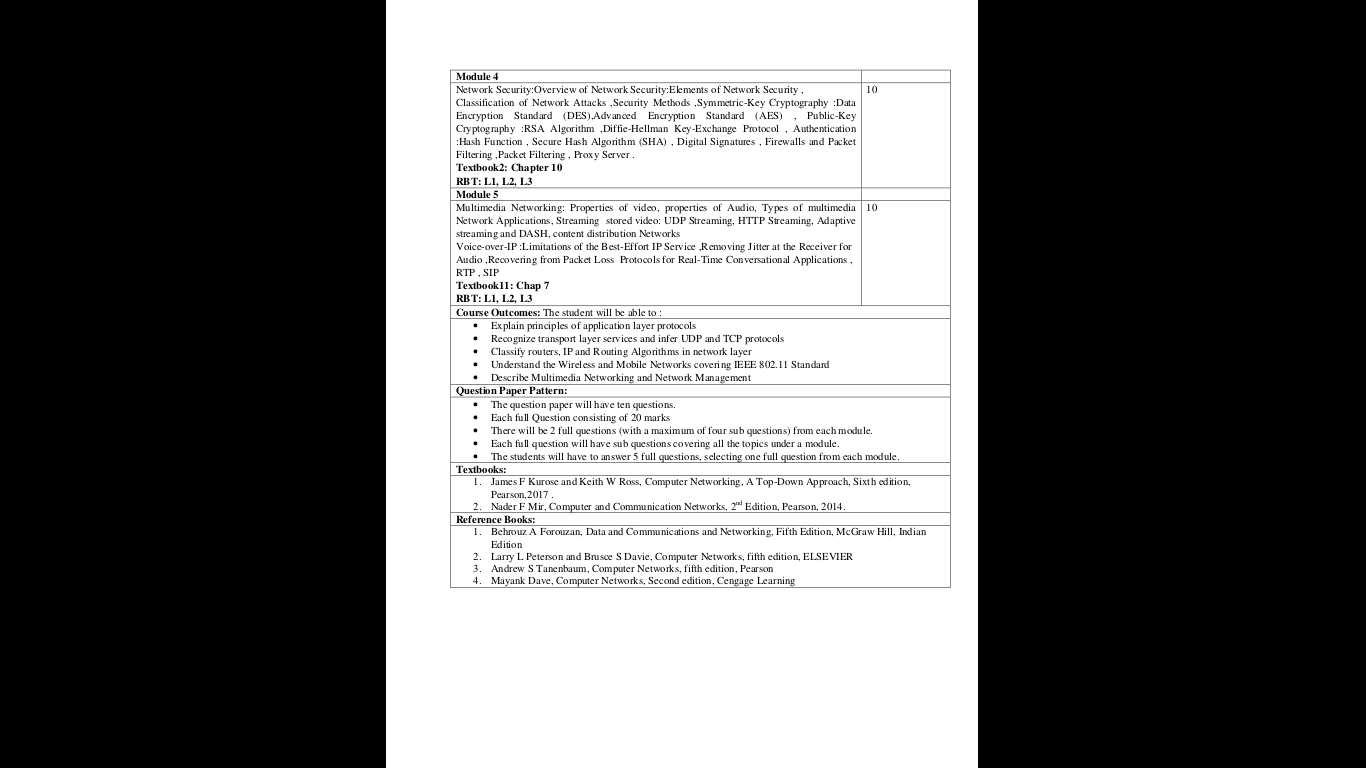 Module 4
Network Security:Overview of Network Security:Elements of Network Security , 10
Classification of Network Attacks ,Security Methods ,Symmetric-Key Cryptography :Data
Encryption Standard (DES),Advanced Encryption Standard (AES) , Public-Key
Cryptography :RSA Algorithm ,Diffie-Hellman Key-Exchange Protocol , Authentication
:Hash Function , Secure Hash Algorithm (SHA) , Digital Signatures , Firewalls and Packet
Filtering ,Packet Filtering , Proxy Server .
Textbook2: Chapter 10
RBT: L1, L2, L3
Module 5
Multimedia Networking: Properties of video, properties of Audio, Types of multimedia 10
Network Applications, Streaming stored video: UDP Streaming, HTTP Streaming, Adaptive
streaming and DASH, content distribution Networks
Voice-over-IP :Limitations of the Best-Effort IP Service ,Removing Jitter at the Receiver for
Audio ,Recovering from Packet Loss Protocols for Real-Time Conversational Applications ,
RTP , SIP
Textbook11: Chap 7
RBT: L1, L2, L3
Course Outcomes: The student will be able to :
• Explain principles of application layer protocols
• Recognize transport layer services and infer UDP and TCP protocols
• Classify routers, IP and Routing Algorithms in network layer
• Understand the Wireless and Mobile Networks covering IEEE 802.11 Standard
• Describe Multimedia Networking and Network Management
Question Paper Pattern:
• The question paper will have ten questions.
• Each full Question consisting of 20 marks
• There will be 2 full questions (with a maximum of four sub questions) from each module.
• Each full question will have sub questions covering all the topics under a module.
• The students will have to answer 5 full questions, selecting one full question from each module.
Textbooks:
1. James F Kurose and Keith W Ross, Computer Networking, A Top-Down Approach, Sixth edition,
Pearson,2017 .
2. Nader F Mir, Computer and Communication Networks, 2nd Edition, Pearson, 2014.
Reference Books:
1. Behrouz A Forouzan, Data and Communications and Networking, Fifth Edition, McGraw Hill, Indian
Edition
2. Larry L Peterson and Brusce S Davie, Computer Networks, fifth edition, ELSEVIER
3. Andrew S Tanenbaum, Computer Networks, fifth edition, Pearson
4. Mayank Dave, Computer Networks, Second edition, Cengage Learning